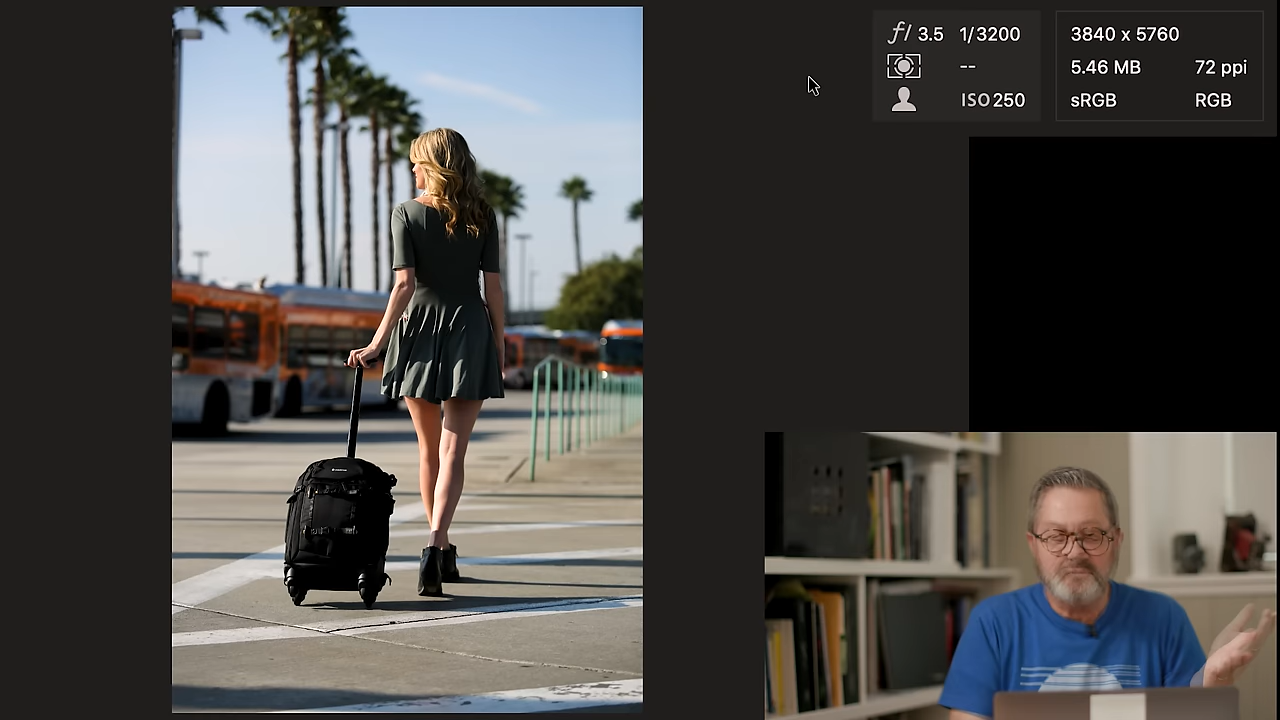 f/ 3.5 1/3200
--
ISO 250
3840 x 5760
5.46 MB 72 ppi
sRGB RGB